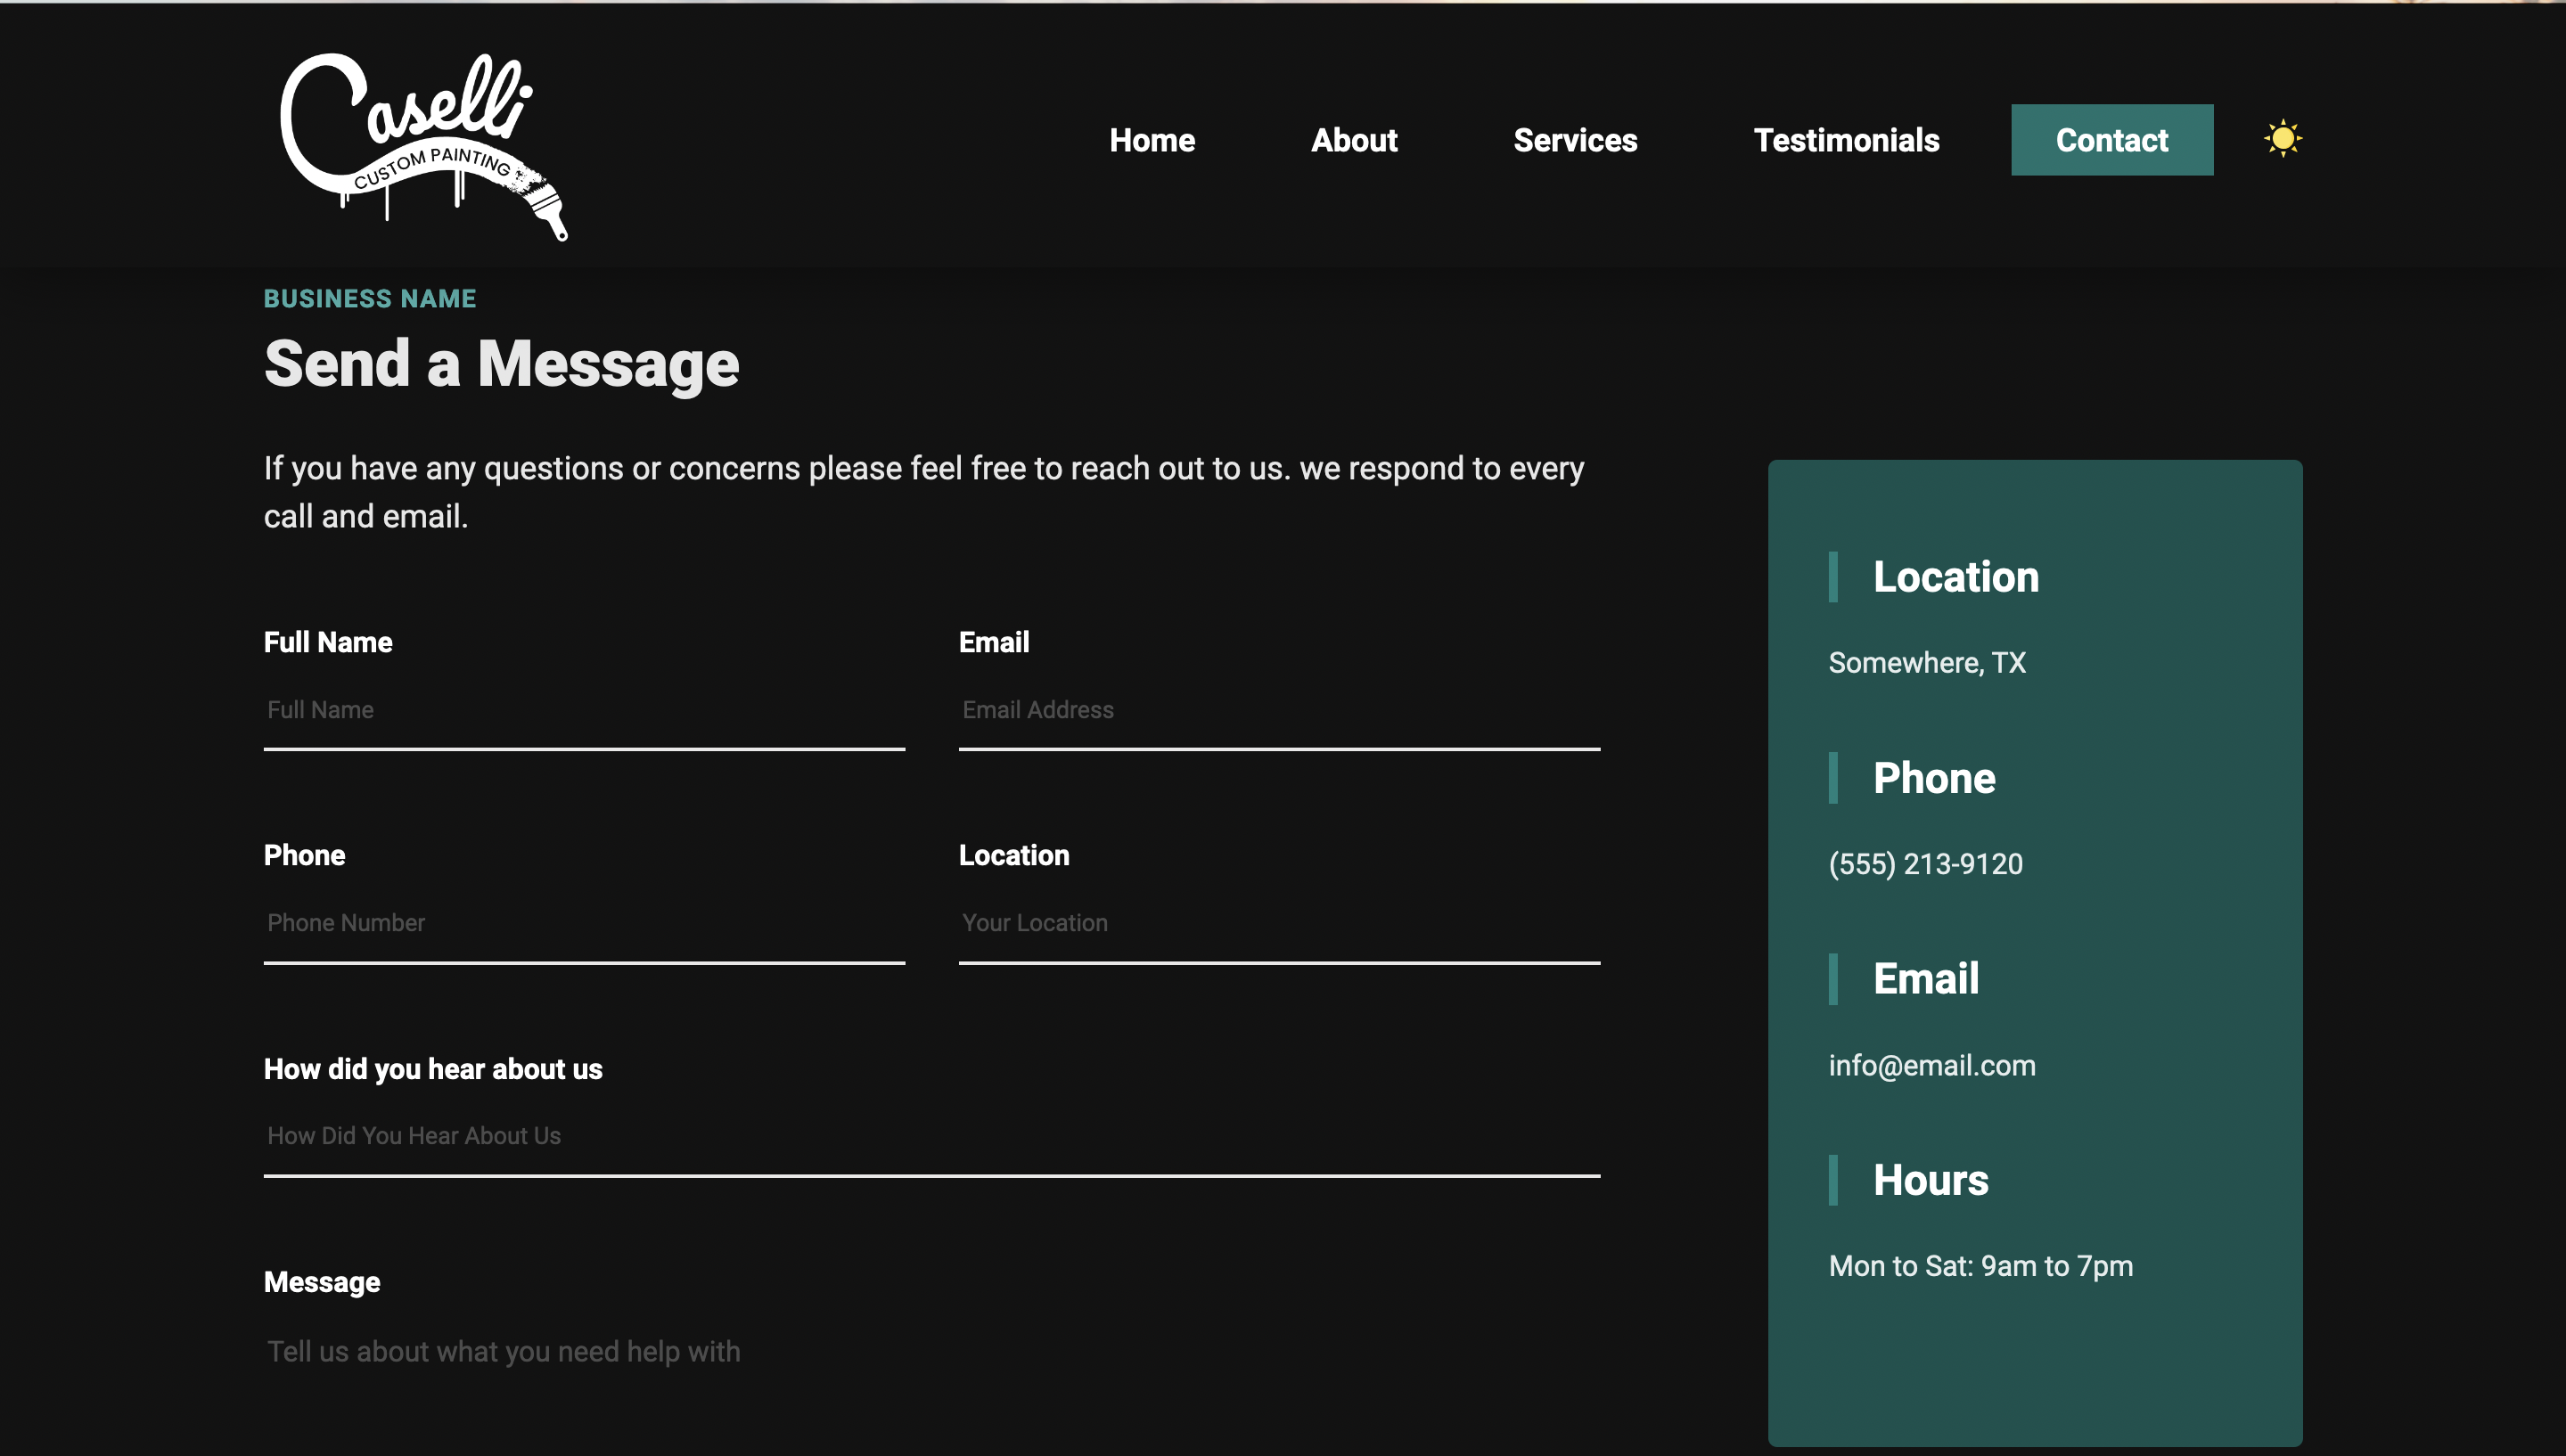 Caselli
CUSTOM PAINTING
Home
About
Services
Testimonials
Contact
BUSINESS NAME
Send a Message
If you have any questions or concerns please feel free to reach out to us. we respond to every
call and email.
Full Name
Email
Full Name
Email Address
Phone
Location
Phone Number
Your Location
How did you hear about us
How Did You Hear About Us
Message
Tell us about what you need help with
Location
Somewhere, TX
Phone
(555) 213-9120
Email
info@email.com
Hours
Mon to Sat: 9am to 7pm